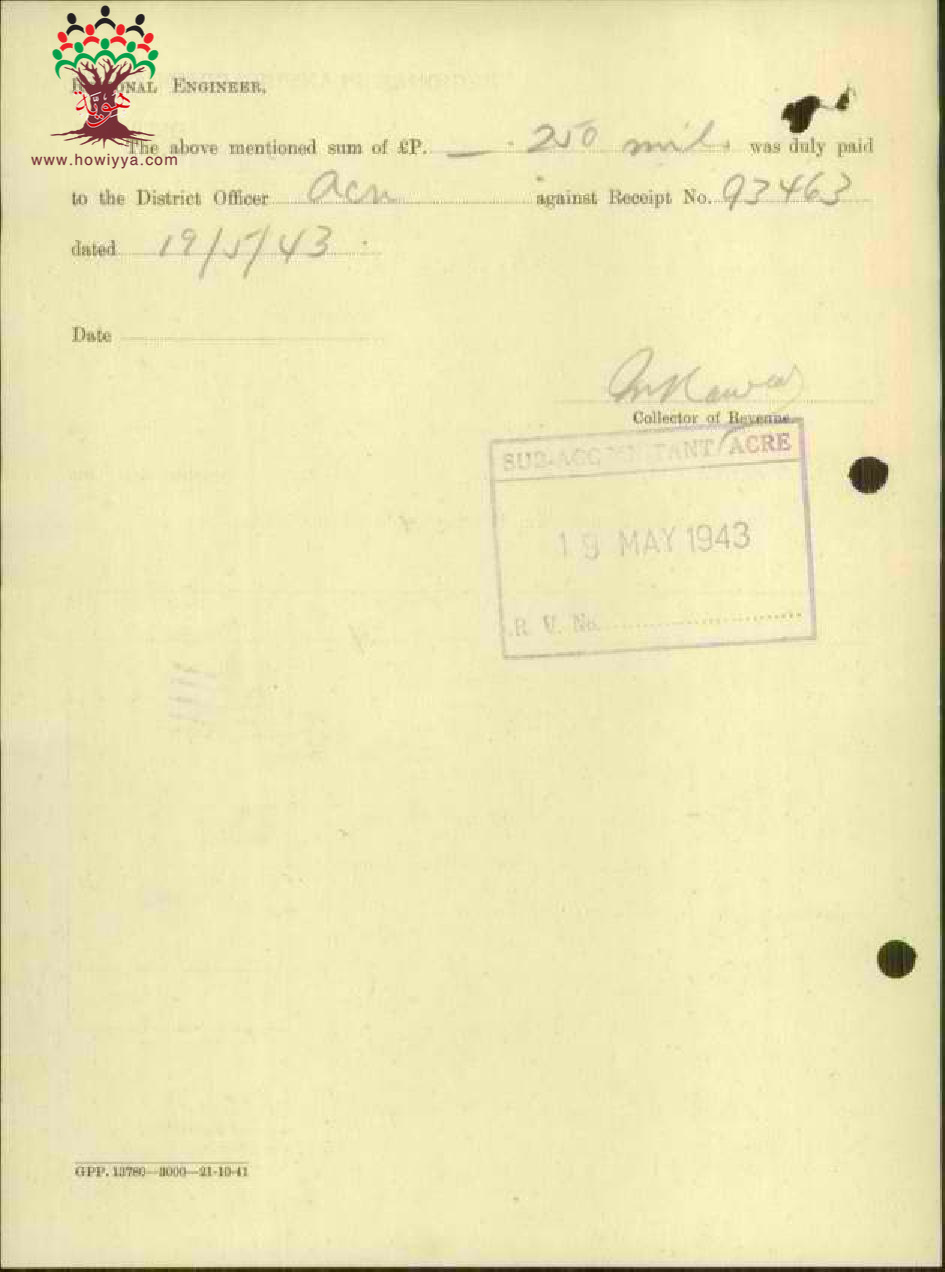 هوية
www.howiyya.com
ENGINEER,
The above mentioned sum of £P. — . 250 mils was duly paid
to the District Officer Acre against Receipt No. 93463
dated 19/5/43
Date
Collector of Revenue
SUB-ACCOUNTANT/ACRE
19 MAY 1943
R. V. No.
GPP. 13780—3000—21-10-41